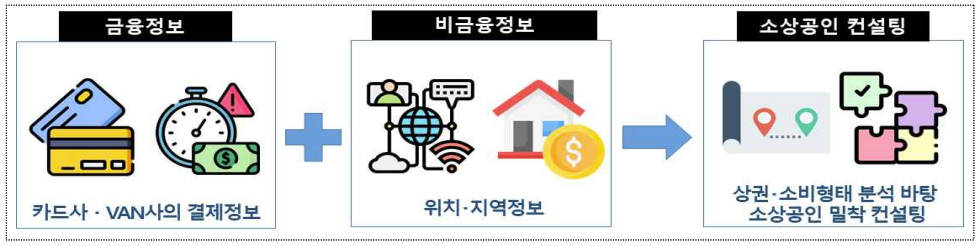 금융정보
비금융정보
소상공인 컨설팅
카드사 · VAN사의 결제정보
위치·지역정보
상권·소비형태 분석 바탕
소상공인 밀착 컨설팅